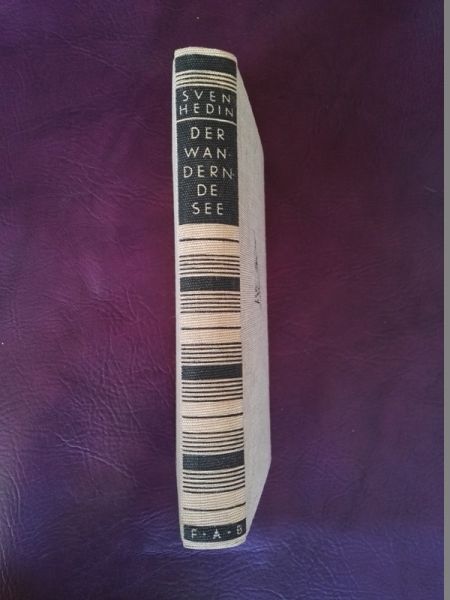 SVEN
HEDIN
DER
WAN-
DERN-
DE
SEE
F·A·B